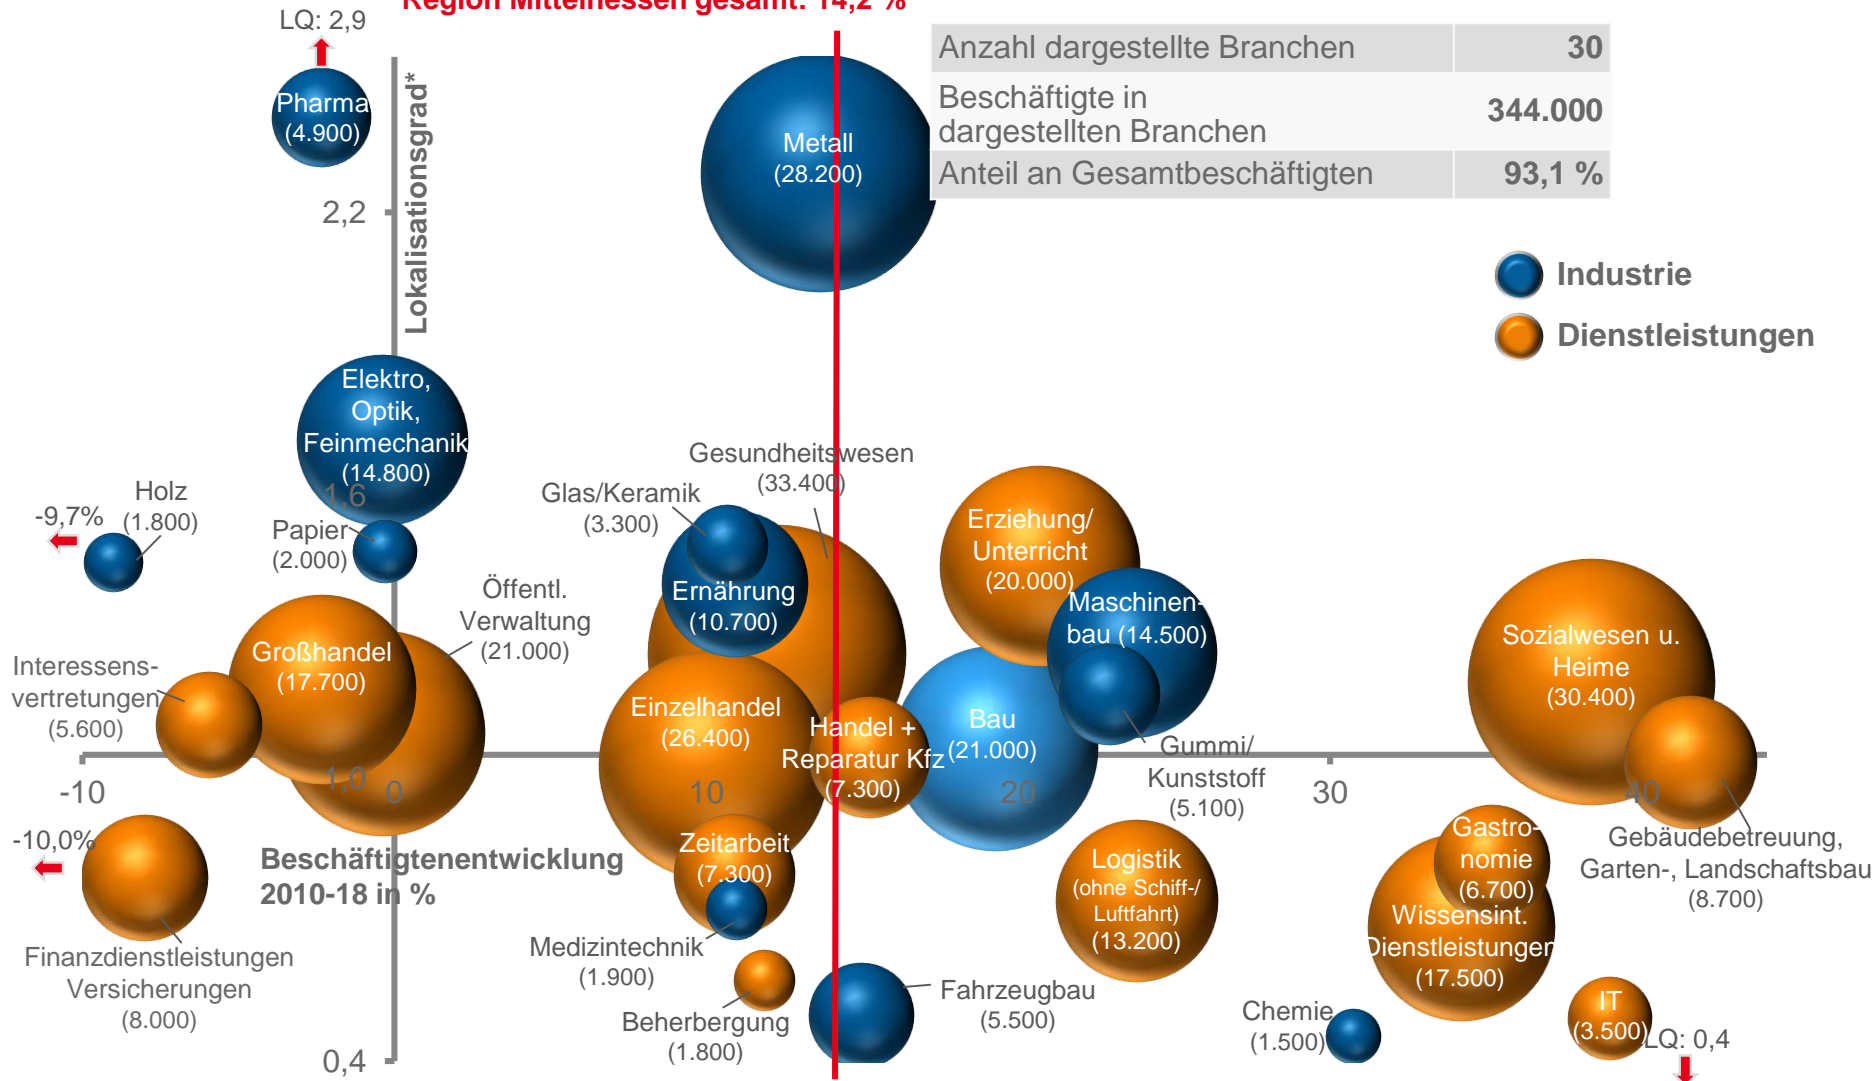 Region Mittelhessen gesamt: 14,2 %
LQ: 2,9
Pharma
(4.900)
Lokalisationsgrad*
Metall
(28.200)
Anzahl dargestellte Branchen 30
Beschäftigte in
dargestellten Branchen 344.000
Anteil an Gesamtbeschäftigten 93,1 %
2,2
Industrie
Dienstleistungen
Elektro,
Optik,
Feinmechanik
(14.800)
1,6
Holz
(1.800)
-9,7%
Papier
(2.000)
Glas/Keramik
(3.300)
Gesundheitswesen
(33.400)
Ernährung
(10.700)
Erziehung/
Unterricht
(20.000)
Maschinen-
bau (14.500)
Öffentl.
Verwaltung
(21.000)
Großhandel
(17.700)
Interessens-
vertretungen
(5.600)
Einzelhandel
(26.400)
Handel +
Reparatur Kfz
(7.300)
Bau
(21.000)
Gummi/
Kunststoff
(5.100)
Sozialwesen u.
Heime
(30.400)
-10
1,0
0
10
20
30
40
Gebäudebetreuung,
Garten-, Landschaftsbau
(8.700)
-10,0%
Beschäftigtenentwicklung
2010-18 in %
Zeitarbeit
(7.300)
Logistik
(ohne Schiff-/
Luftfahrt)
(13.200)
Gastro-
nomie
(6.700)
Wissensint.
Dienstleistungen
(17.500)
Finanzdienstleistungen
Versicherungen
(8.000)
Medizintechnik
(1.900)
Beherbergung
(1.800)
Fahrzeugbau
(5.500)
Chemie
(1.500)
IT
(3.500)
LQ: 0,4
0,4